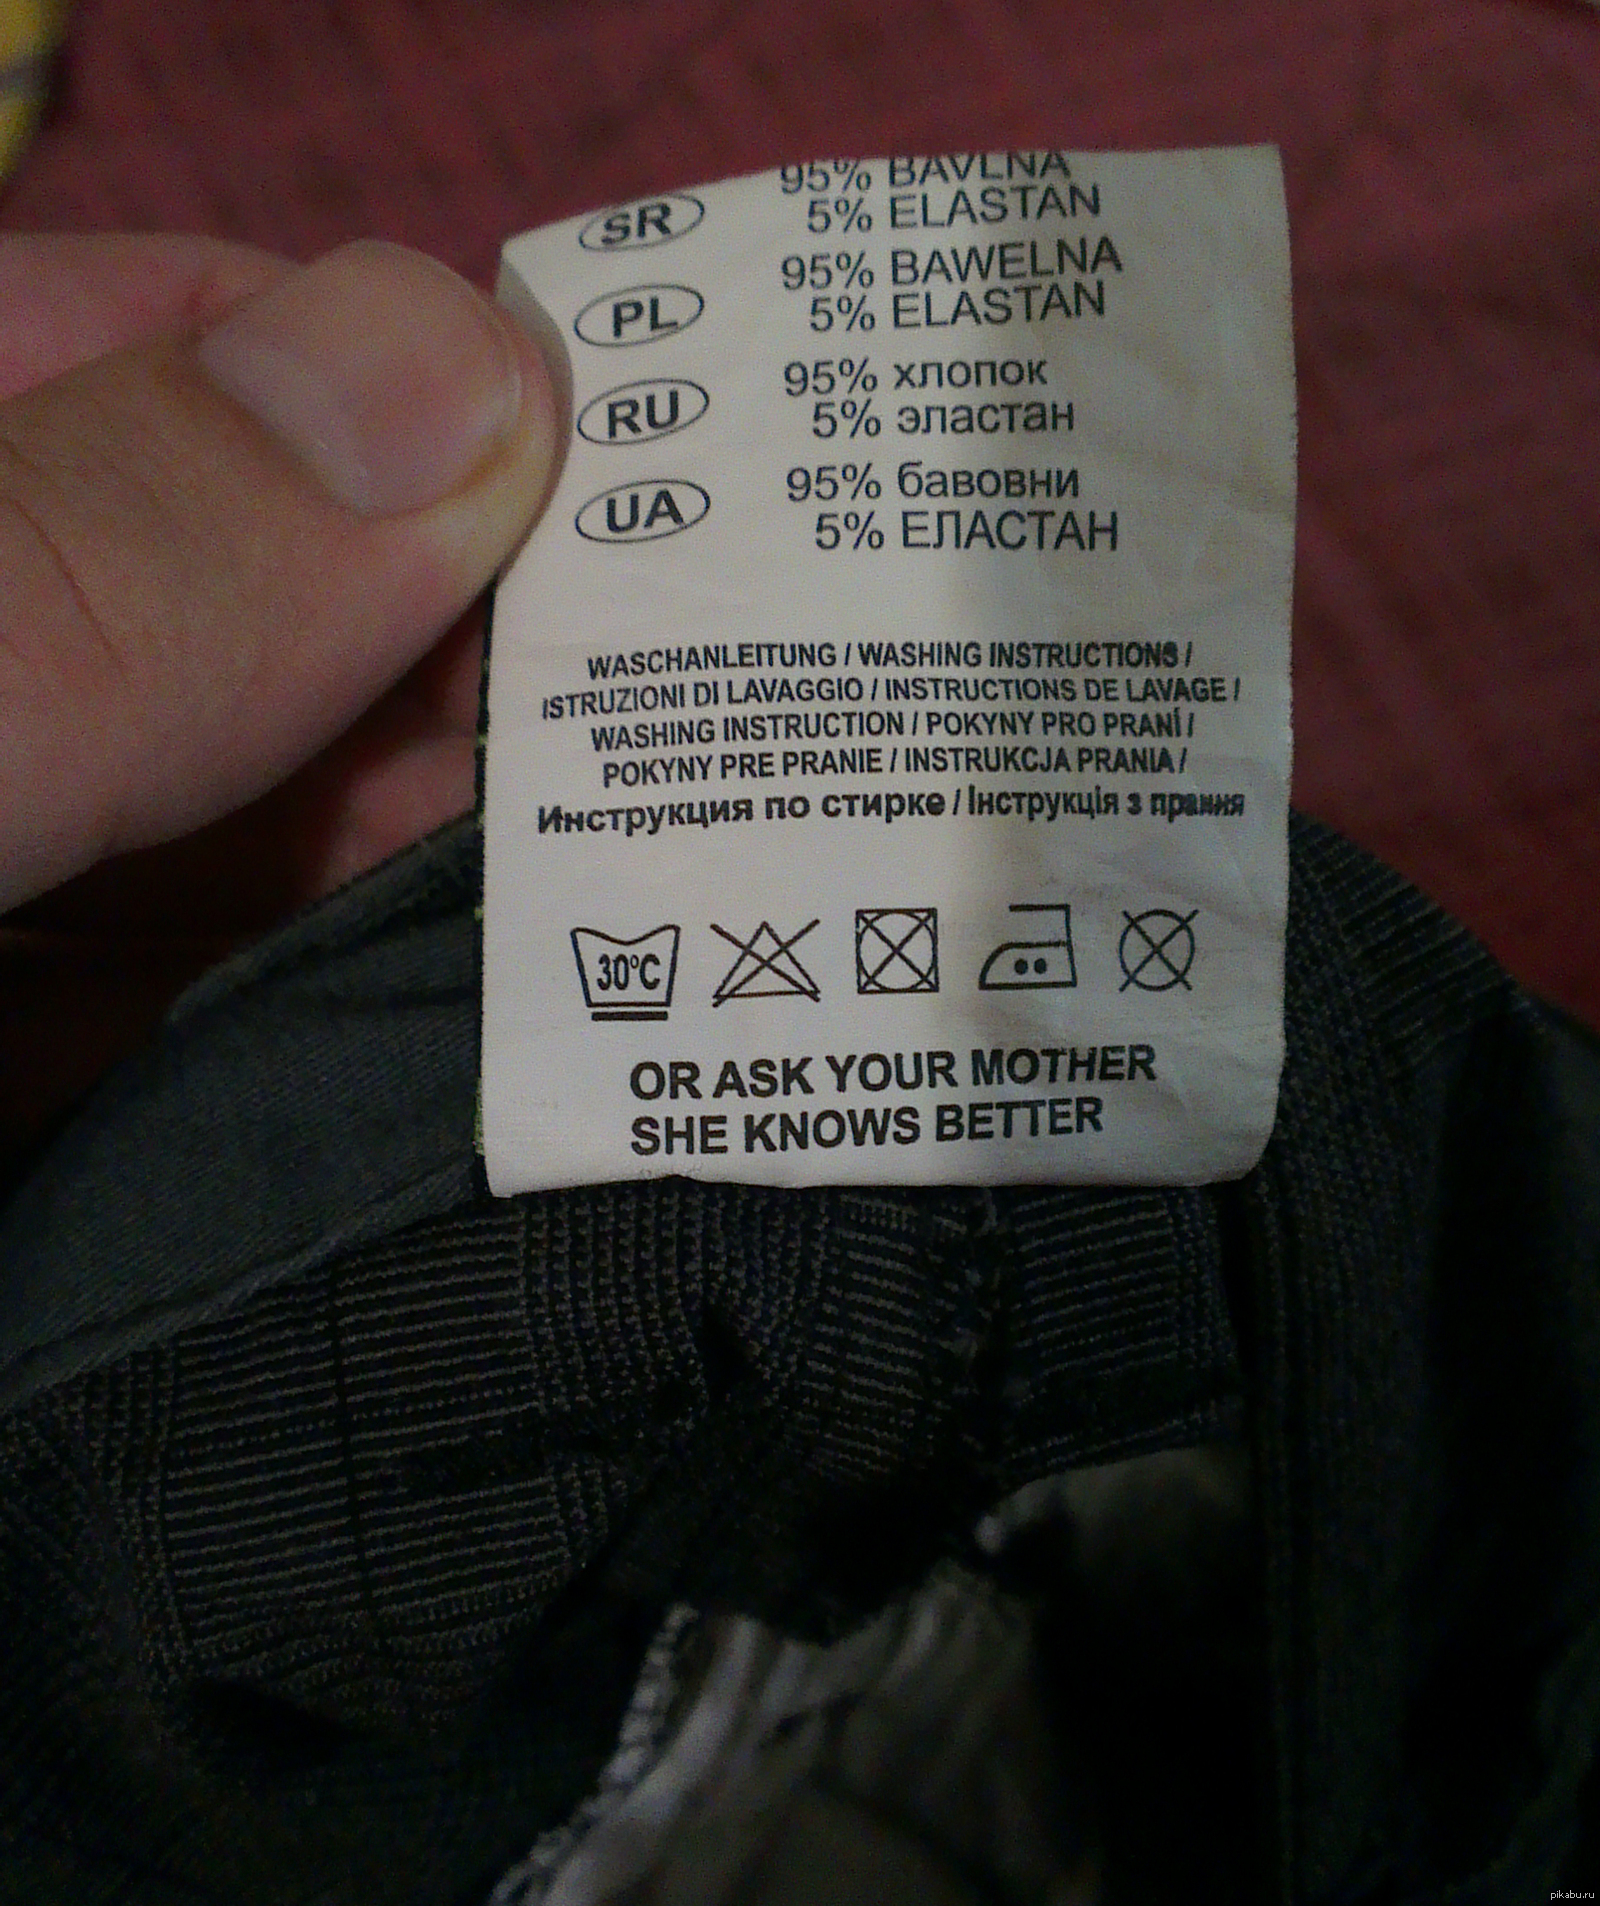 95% BAVLNA
SR 5% ELASTAN
95% BAWELNA
PL 5% ELASTAN
95% хлопок
RU 5% эластан
95% бавовни
UA 5% ЕЛАСТАН
WASCHANLEITUNG / WASHING INSTRUCTIONS /
ISTRUZIONI DI LAVAGGIO / INSTRUCTIONS DE LAVAGE /
WASHING INSTRUCTION / POKYNY PRO PRANÍ /
POKYNY PRE PRANIE / INSTRUKCJA PRANIA /
Инструкция по стирке / Інструкція з прання
30°C
OR ASK YOUR MOTHER
SHE KNOWS BETTER
pikabu.ru